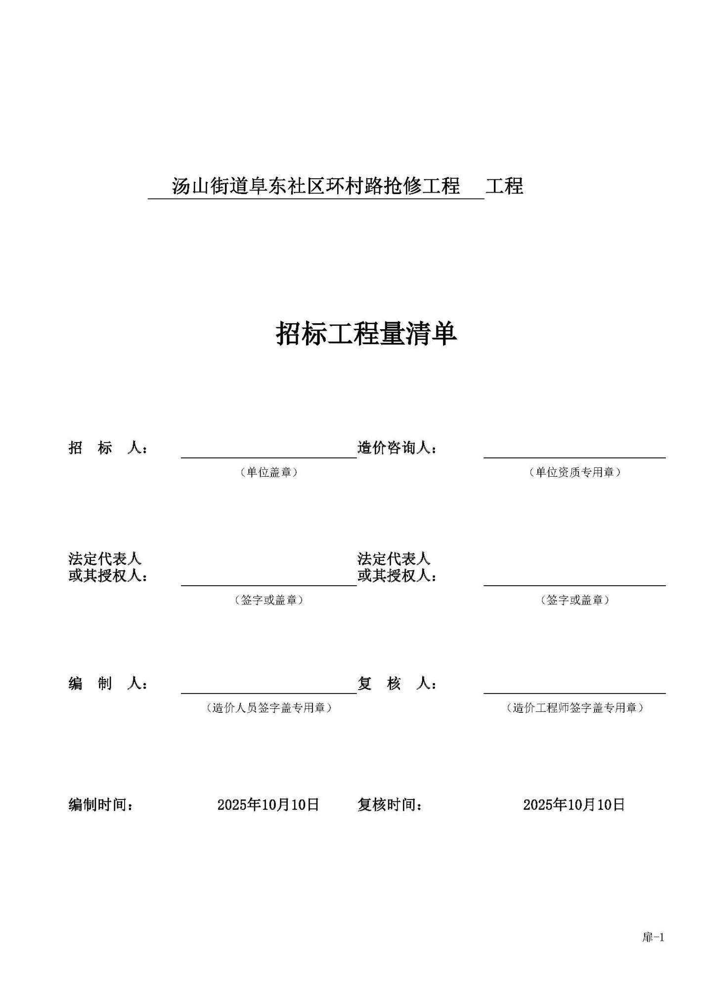 汤山街道阜东社区环村路抢修工程 工程
招标工程量清单
招 标 人： 造价咨询人：
（单位盖章） （单位资质专用章）
法定代表人 法定代表人
或其授权人： 或其授权人：
（签字或盖章） （签字或盖章）
编 制 人： 复 核 人：
（造价人员签字盖专用章） （造价工程师签字盖专用章）
编制时间： 2025年10月10日 复核时间： 2025年10月10日
扉-1